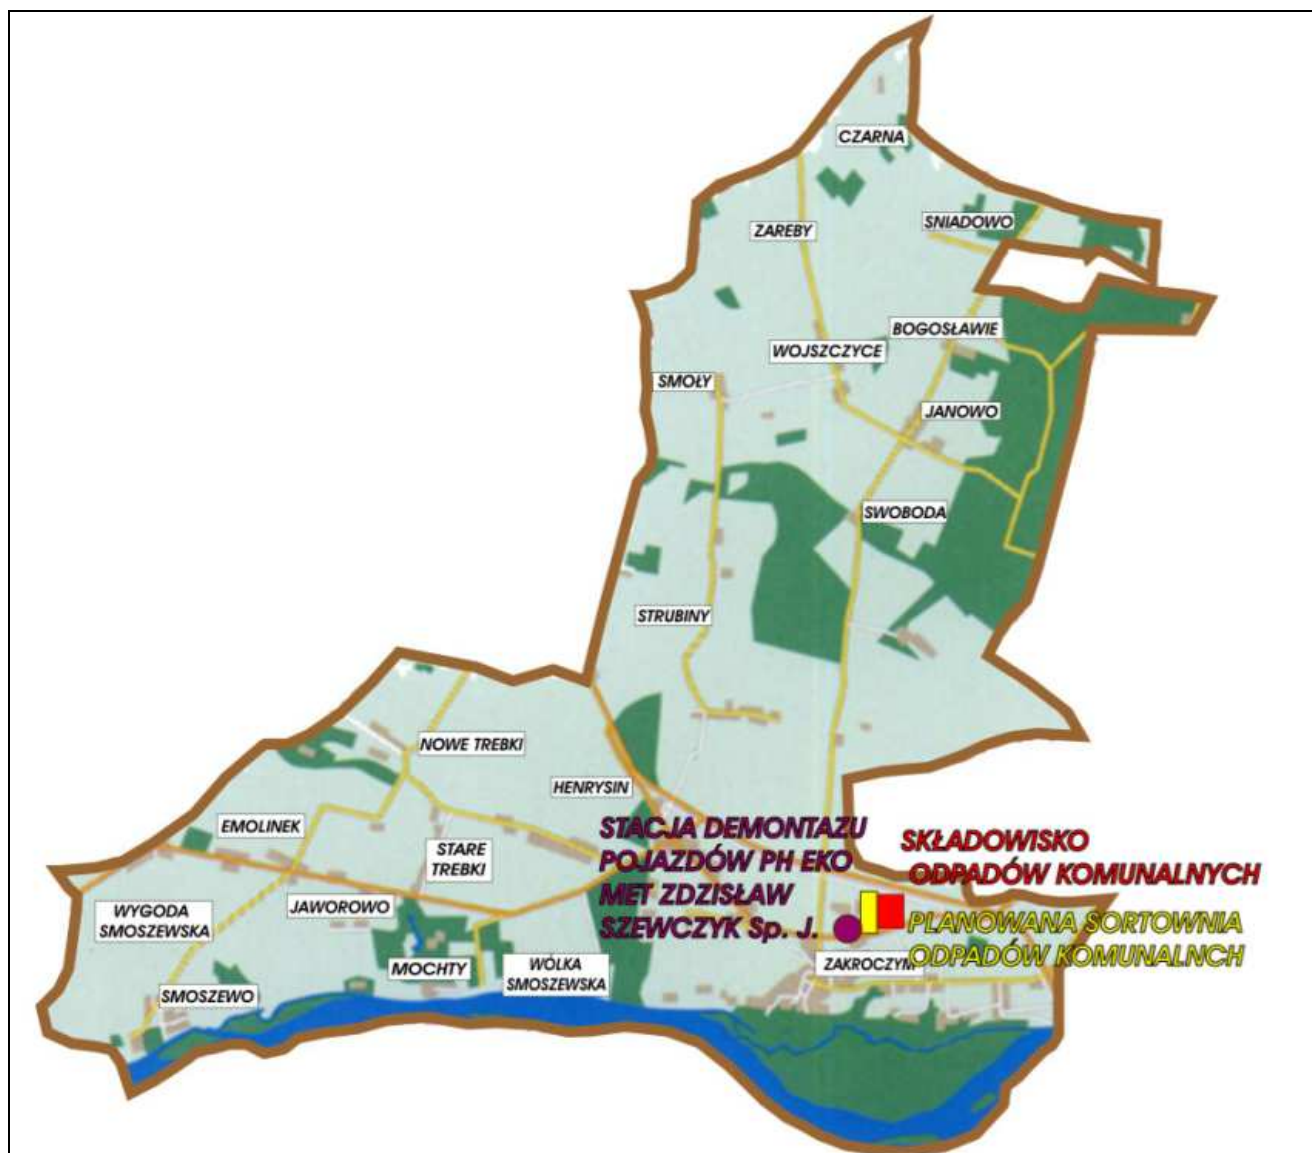 CZARNA
SNIADOWO
ZAREBY
BOGOSŁAWIE
WOJSZCZYCE
SMOŁY
JANOWO
SWOBODA
STRUBINY
NOWE TREBKI
HENRYSIN
EMOLINEK
STARE
TREBKI
STACJA DEMONTAZU
POJAZDÓW PH EKO
MET ZDZISŁAW
SZEWCZYK Sp. J.
SKŁADOWISKO
ODPADÓW KOMUNALNYCH
PLANOWANA SORTOWNIA
ODPADÓW KOMUNALNCH
WYGODA
SMOSZEWSKA
JAWOROWO
MOCHTY
WÓLKA
SMOSZEWSKA
ZAKROCZYM
SMOSZEWO